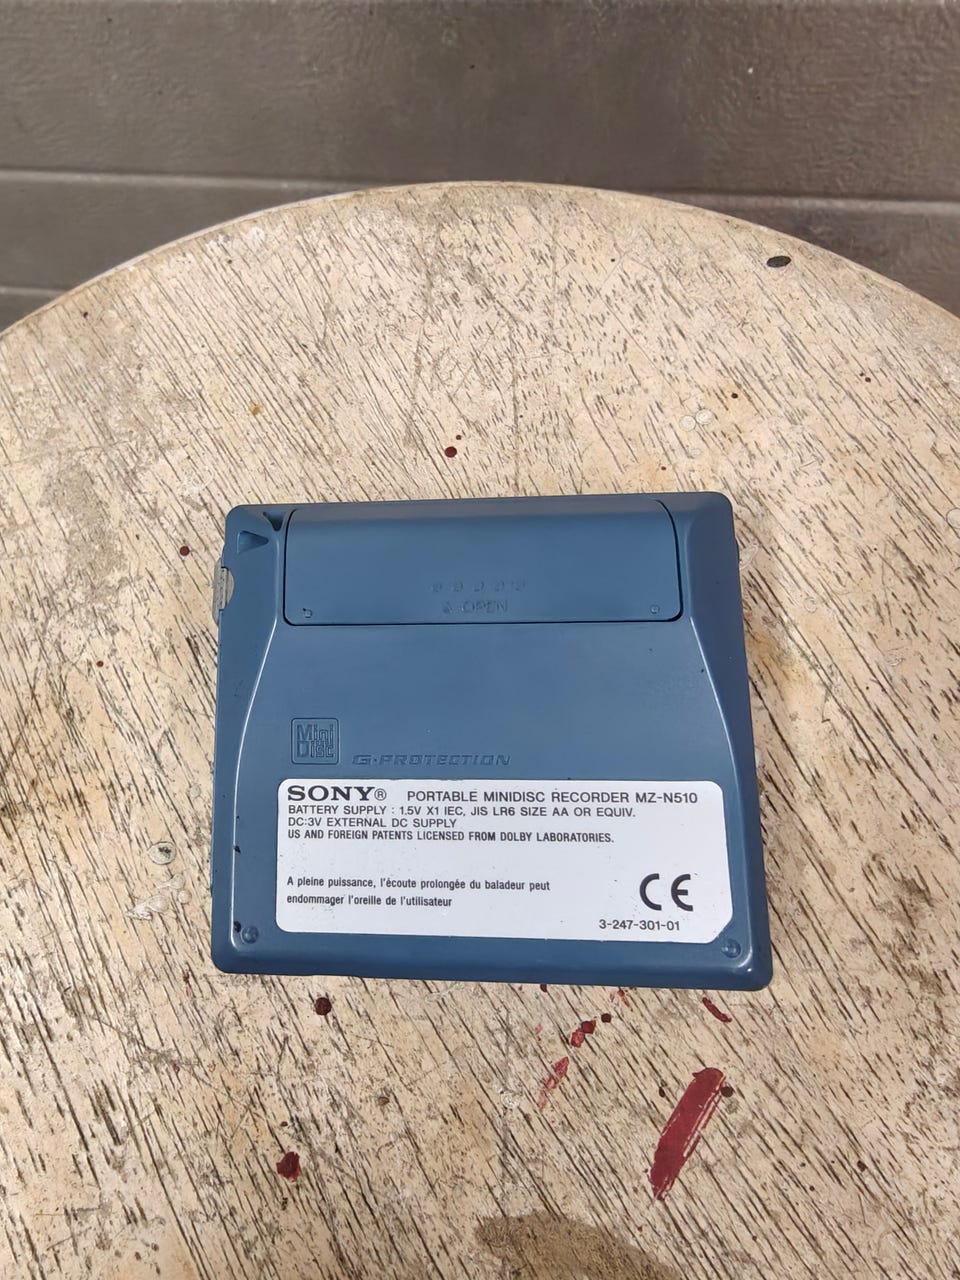 OPEN
Mini
Disc
G-PROTECTION
SONY® PORTABLE MINIDISC RECORDER MZ-N510
BATTERY SUPPLY : 1.5V X1 IEC, JIS LR6 SIZE AA OR EQUIV.
DC:3V EXTERNAL DC SUPPLY
US AND FOREIGN PATENTS LICENSED FROM DOLBY LABORATORIES.
A pleine puissance, l'écoute prolongée du baladeur peut
endommager l'oreille de l'utilisateur
CE
3-247-301-01